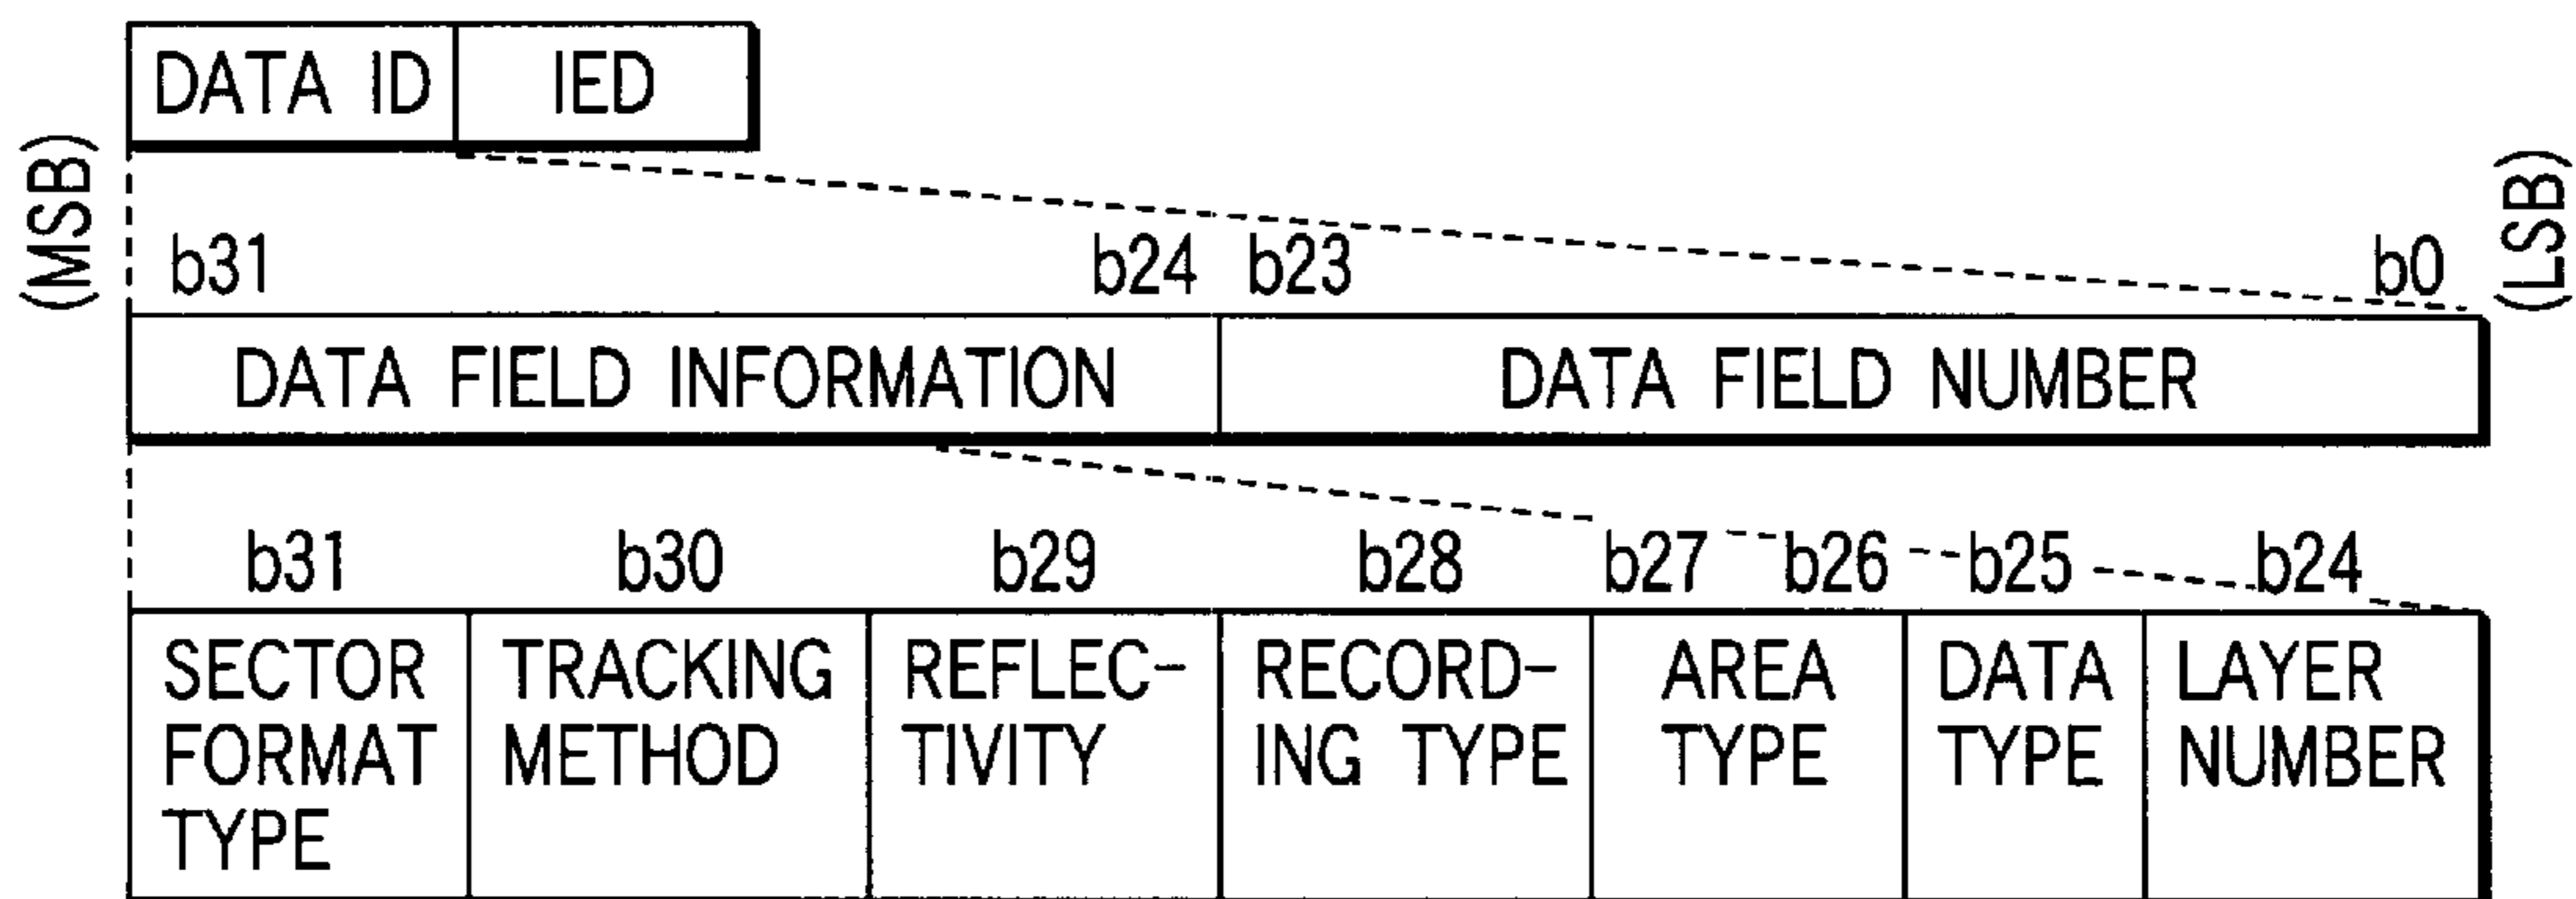 DATA ID IED
(MSB) (LSB)
b31 b24 b23 b0
DATA FIELD INFORMATION DATA FIELD NUMBER
b31 b30 b29 b28 b27 b26 b25 b24
SECTOR TRACKING REFLEC- RECORD- AREA DATA LAYER
FORMAT METHOD TIVITY ING TYPE TYPE TYPE NUMBER
TYPE